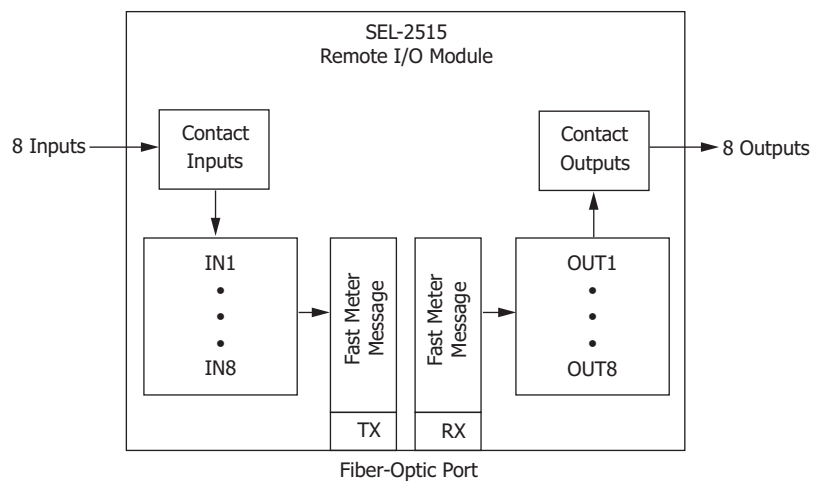 SEL-2515
Remote I/O Module
8 Inputs
Contact
Inputs
Contact
Outputs
8 Outputs
IN1
IN8
Fast Meter
Message
TX
Fast Meter
Message
RX
OUT1
OUT8
Fiber-Optic Port